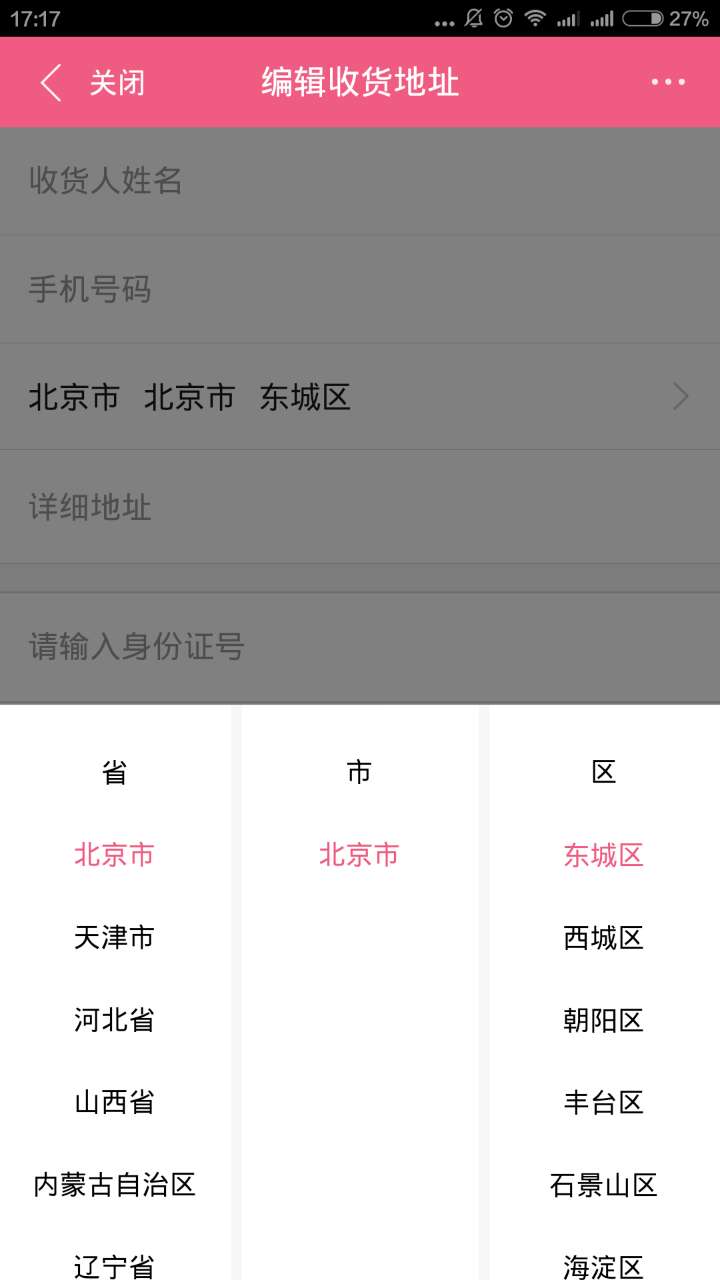 17:17 ... 27%
关闭 编辑收货地址
收货人姓名
手机号码
北京市 北京市 东城区
详细地址
请输入身份证号
省 市 区
北京市 北京市 东城区
天津市 西城区
河北省 朝阳区
山西省 丰台区
内蒙古自治区 石景山区
辽宁省 海淀区